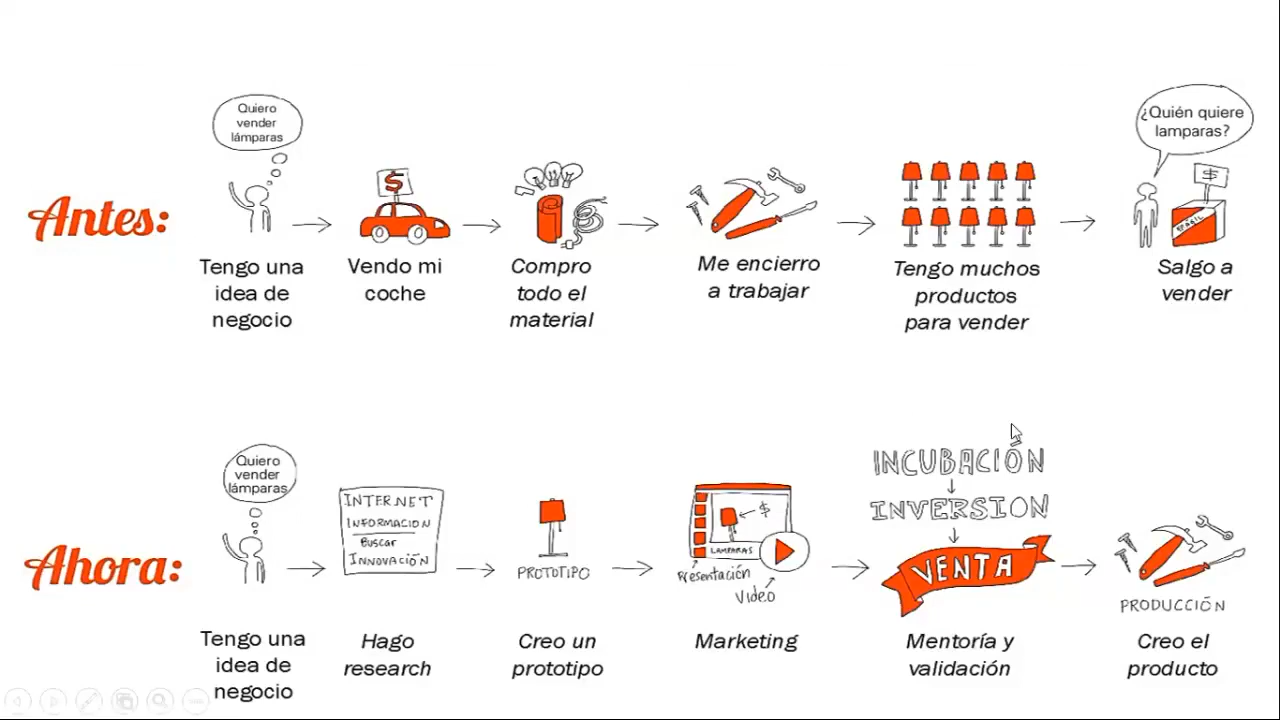 Quiero
vender
lámparas
¿Quién quiere
lamparas?
$
$
BRASIL
Antes:
Tengo una
idea de
negocio
Vendo mi
coche
Compro
todo el
material
Me encierro
a trabajar
Tengo muchos
productos
para vender
Salgo a
vender
Quiero
vender
lámparas
INTERNET
INFORMACION
Buscar
INNOVACIÓN
PROTOTIPO
$
LAMPARAS
Presentación
Video
INCUBACIÓN
INVERSION
VENTA
PRODUCCIÓN
Ahora:
Tengo una
idea de
negocio
Hago
research
Creo un
prototipo
Marketing
Mentoría y
validación
Creo el
producto